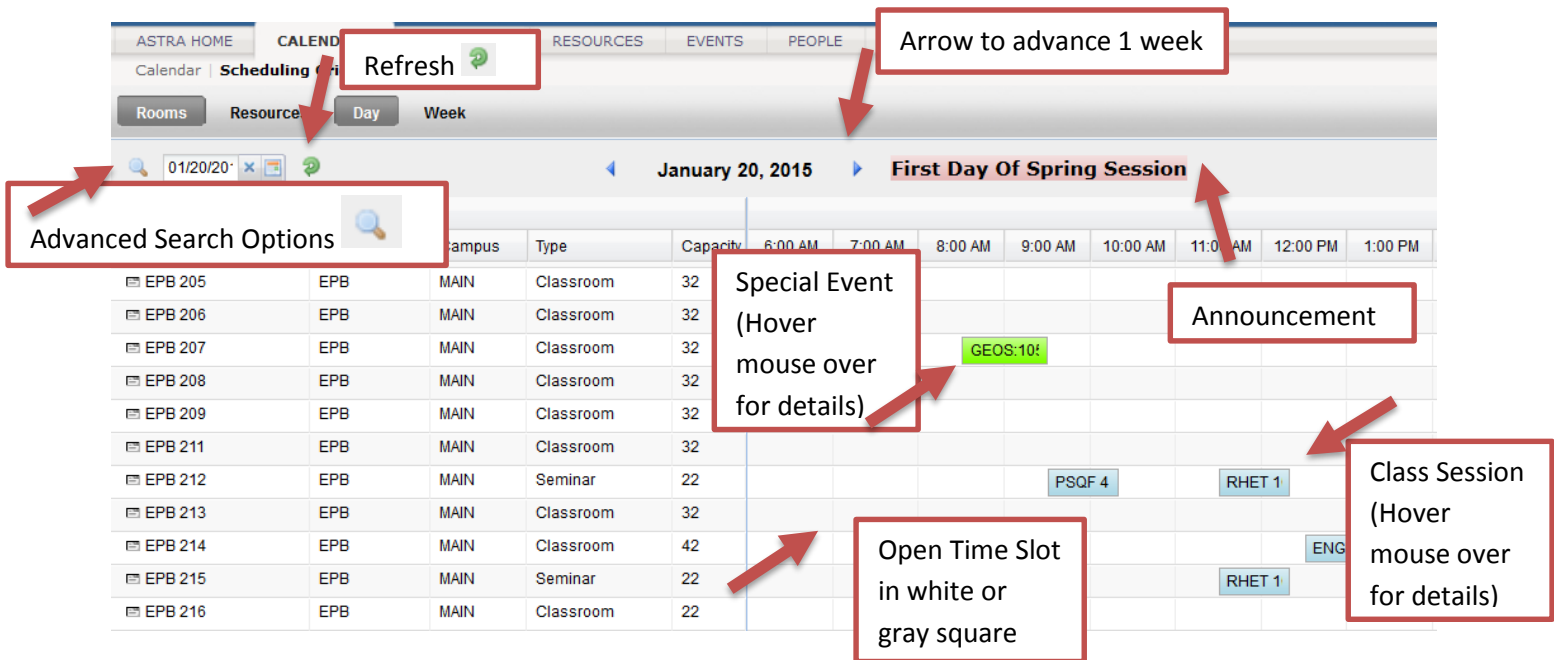 ASTRA HOME CALEND RESOURCES EVENTS PEOPLE
Refresh
Arrow to advance 1 week
Calendar | Scheduling Gri
Rooms Resource Day Week
01/20/201
January 20, 2015
First Day Of Spring Session
Advanced Search Options
Campus Type Capacity 6:00 AM 7:00 AM 8:00 AM 9:00 AM 10:00 AM 11:00 AM 12:00 PM 1:00 PM
EPB 205 EPB MAIN Classroom 32
EPB 206 EPB MAIN Classroom 32
EPB 207 EPB MAIN Classroom 32 GEOS:105
EPB 208 EPB MAIN Classroom 32
EPB 209 EPB MAIN Classroom 32
EPB 211 EPB MAIN Classroom 32
EPB 212 EPB MAIN Seminar 22 PSQF 4 RHET 1
EPB 213 EPB MAIN Classroom 32
EPB 214 EPB MAIN Classroom 42 ENG
EPB 215 EPB MAIN Seminar 22 RHET 1
EPB 216 EPB MAIN Classroom 22
Special Event
(Hover
mouse over
for details)
Announcement
Open Time Slot
in white or
gray square
Class Session
(Hover
mouse over
for details)